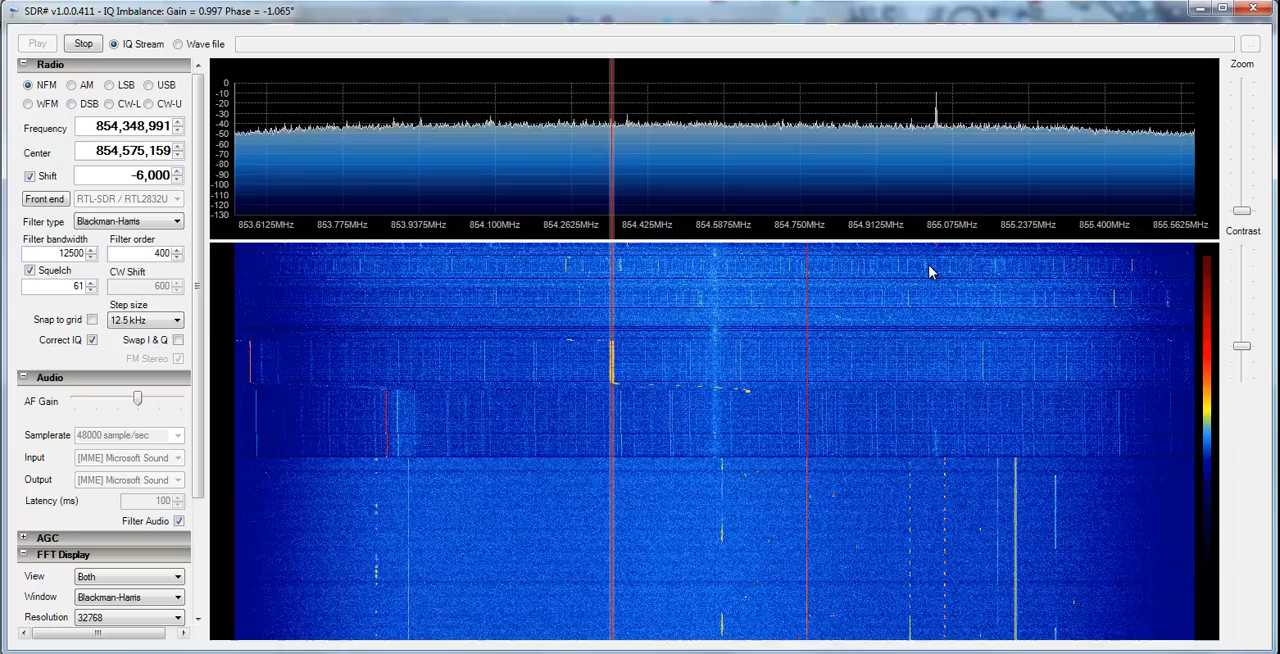 SDR# v1.0.0.411 - IQ Imbalance: Gain = 0.997 Phase = -1.065°
Play Stop IQ Stream Wave file ...
Radio
NFM AM LSB USB
WFM DSB CW-L CW-U
Frequency 854,348,991
Center 854,575,159
Shift -6,000
Front end RTL-SDR / RTL2832U
Filter type Blackman-Harris
Filter bandwidth Filter order
12500 400
Squelch CW Shift
61 600
Step size
Snap to grid 12.5 kHz
Correct IQ Swap I & Q
FM Stereo
Audio
AF Gain
Samplerate 48000 sample/sec
Input [MME] Microsoft Sound
Output [MME] Microsoft Sound
Latency (ms) 100
Filter Audio
AGC
FFT Display
View Both
Window Blackman-Harris
Resolution 32768
0
-10
-20
-30
-40
-50
-60
-70
-80
-90
-100
-110
-120
-130
853.6125MHz 853.775MHz 853.9375MHz 854.100MHz 854.2625MHz 854.425MHz 854.5875MHz 854.750MHz 854.9125MHz 855.075MHz 855.2375MHz 855.400MHz 855.5625MHz
Zoom
Contrast